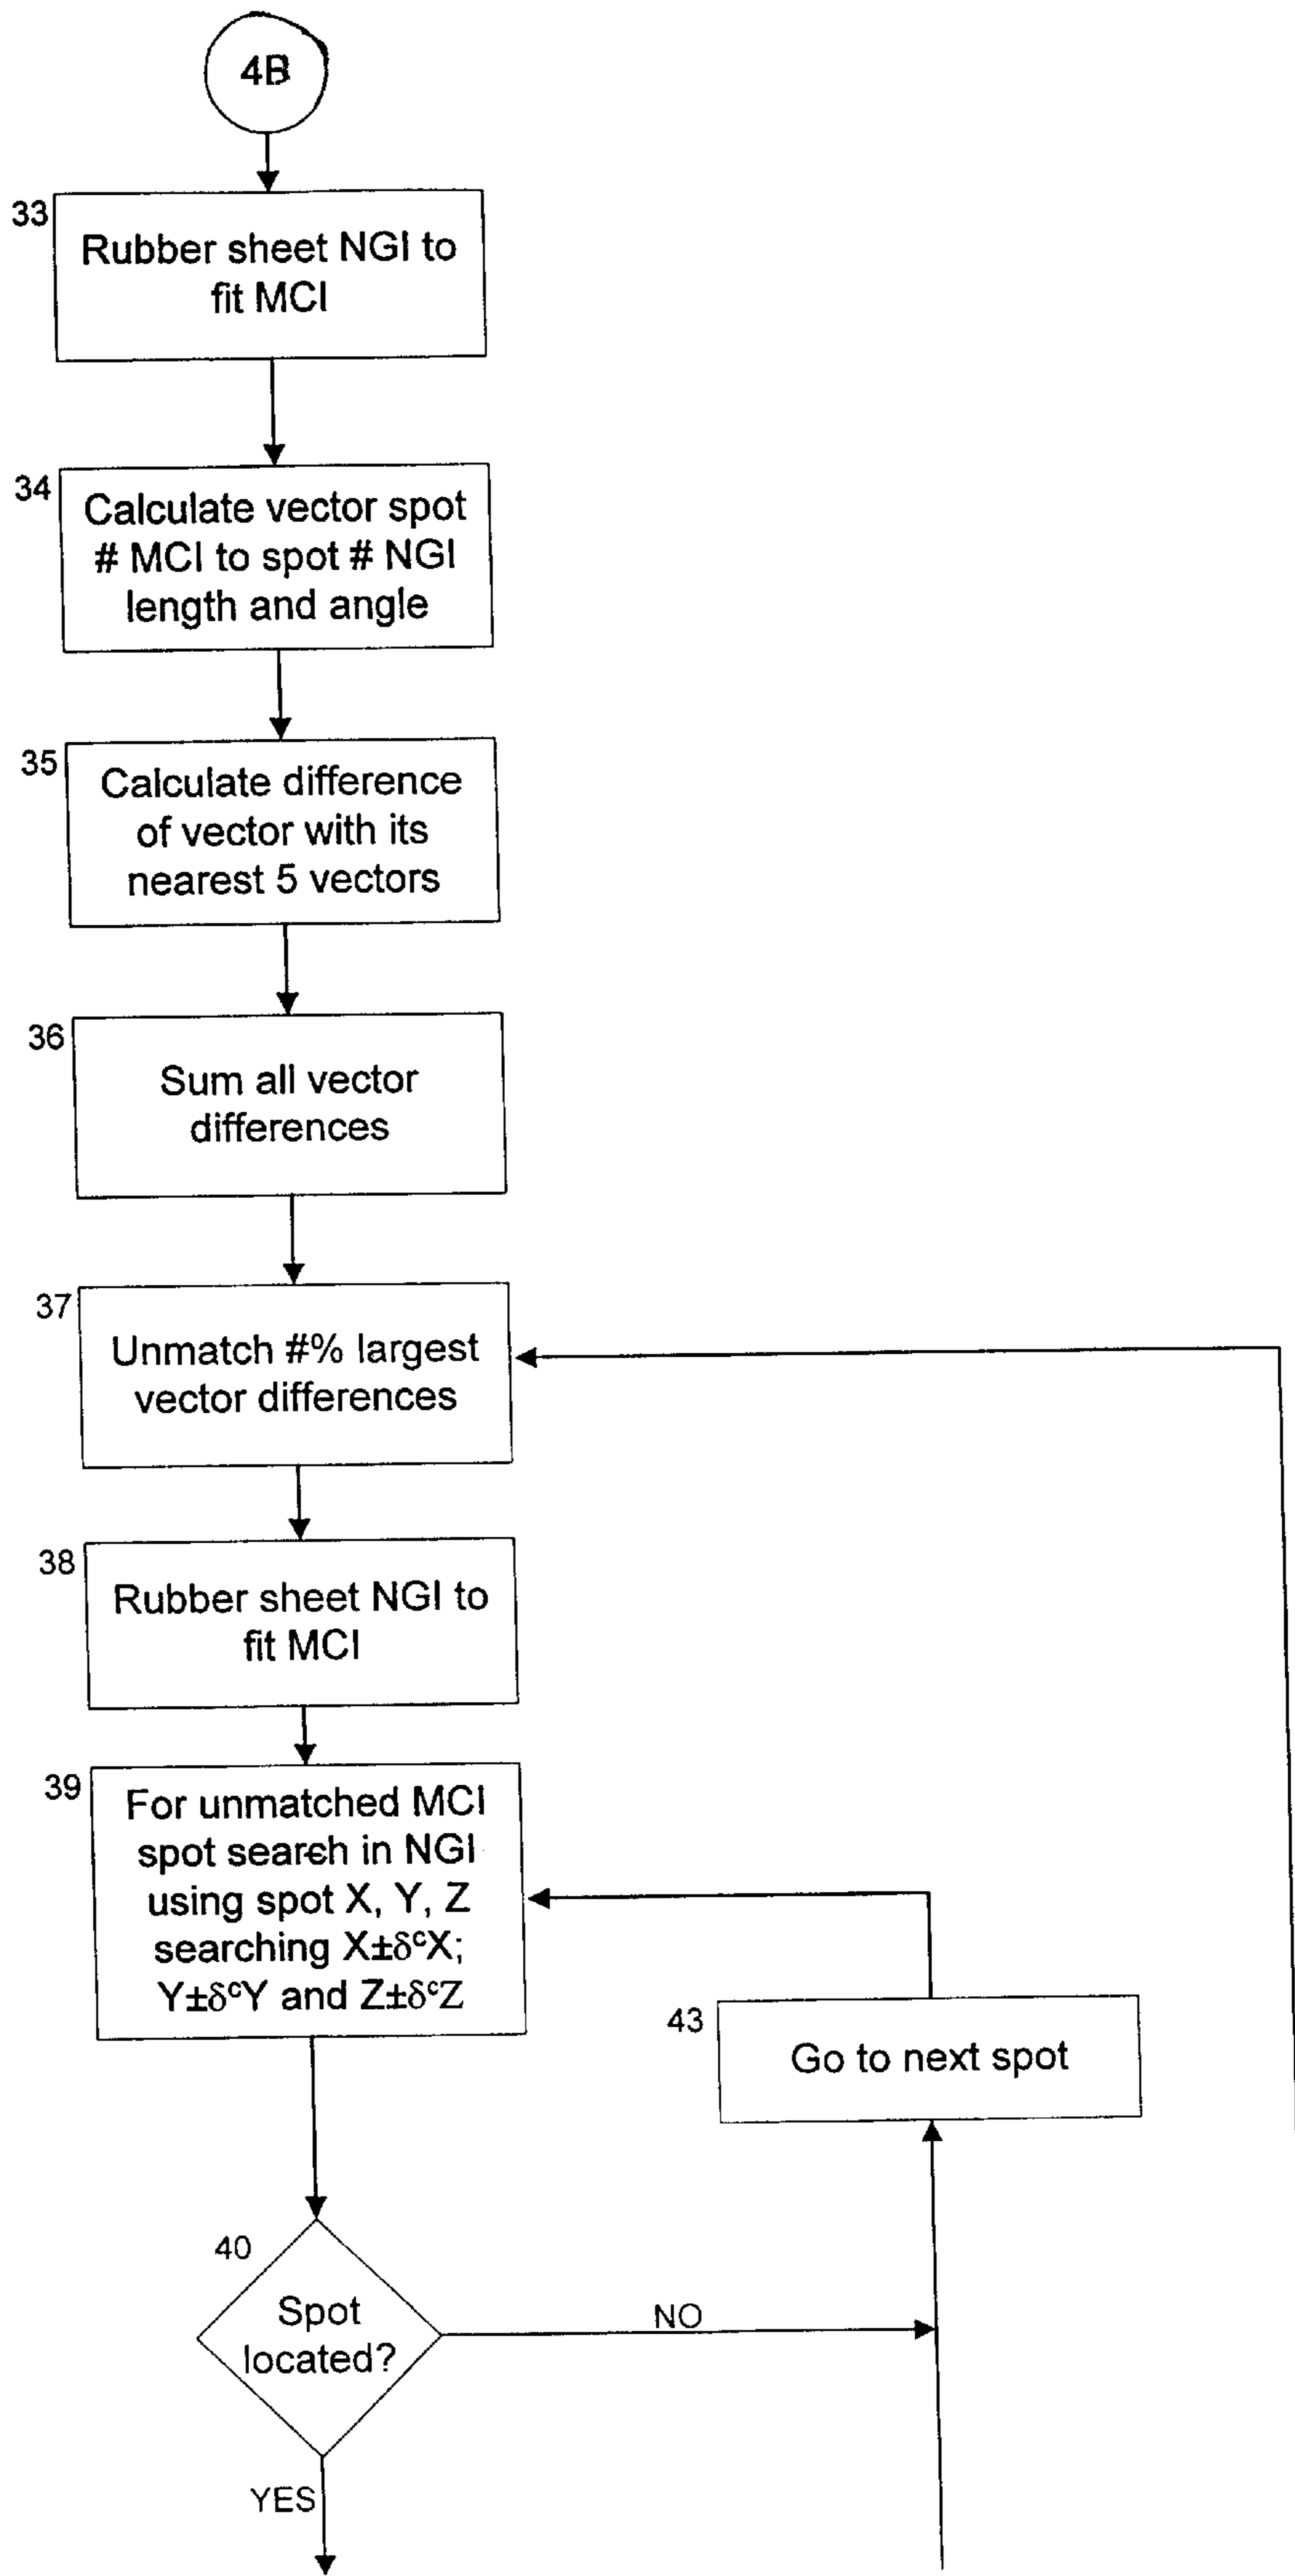 4B
33
Rubber sheet NGI to
fit MCI
34
Calculate vector spot
# MCI to spot # NGI
length and angle
35
Calculate difference
of vector with its
nearest 5 vectors
36
Sum all vector
differences
37
Unmatch #% largest
vector differences
38
Rubber sheet NGI to
fit MCI
39
For unmatched MCI
spot search in NGI
using spot X, Y, Z
searching X±δᶜX;
Y±δᶜY and Z±δᶜZ
43
Go to next spot
40
Spot
located?
NO
YES